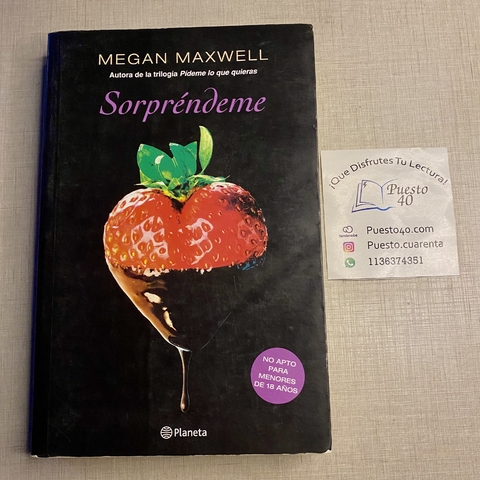 MEGAN MAXWELL
Autora de la trilogía Pídeme lo que quieras
Sorpréndeme
NO APTO
PARA
MENORES
DE 18 AÑOS
Planeta
¡Que Disfrutes Tu Lectura!
Puesto
40
Puesto40.com
Puesto.cuarenta
1136374351